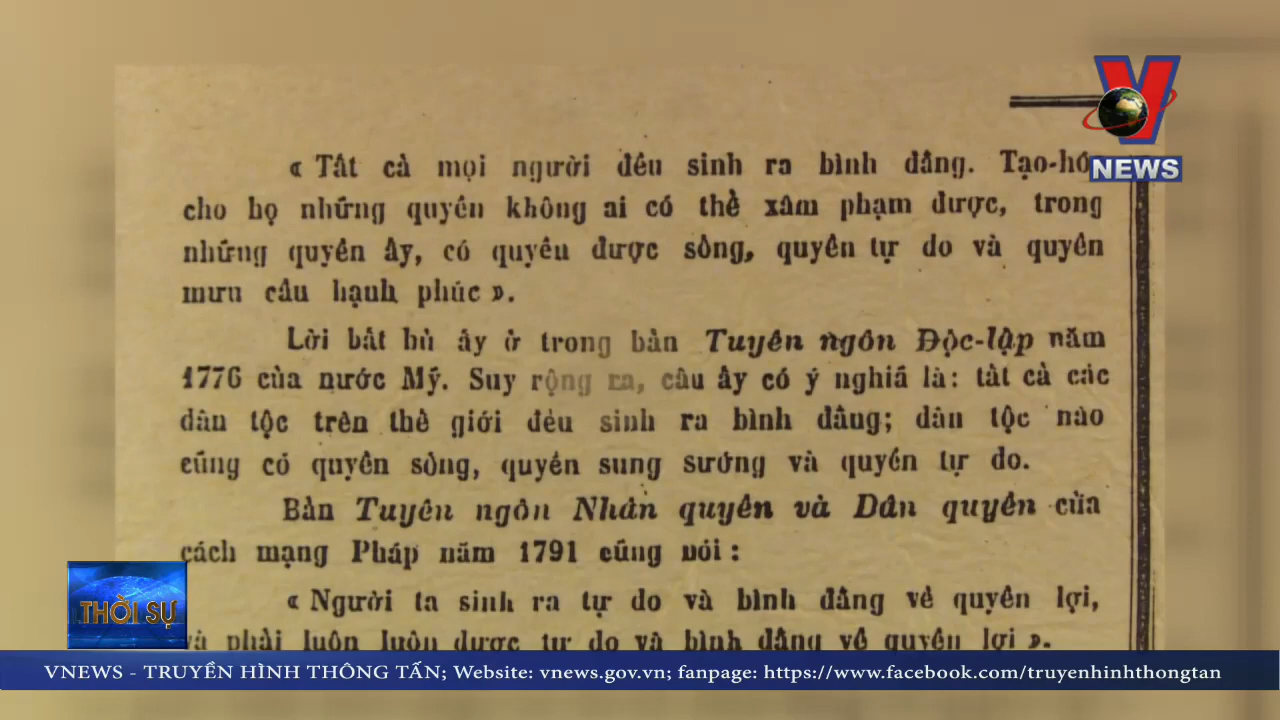 « Tất cả mọi người đều sinh ra bình đẳng. Tạo-hó
cho họ những quyền không ai có thể xâm phạm được, trong
những quyền ấy, có quyền được sống, quyền tự do và quyền
mưu cầu hạnh phúc ».
Lời bất hủ ấy ở trong bản Tuyên ngôn Độc-lập năm
1776 của nước Mỹ. Suy rộng ra, câu ấy có ý nghiã là: tất cả các
dân tộc trên thế giới đều sinh ra bình đẳng; dân tộc nào
cũng có quyền sống, quyền sung sướng và quyền tự do.
Bản Tuyên ngôn Nhân quyền và Dân quyền của
cách mạng Pháp năm 1791 cũng nói :
« Người ta sinh ra tự do và bình đẳng về quyền lợi,
và phải luôn luôn được tự do và bình đẳng về quyền lợi ».
V
NEWS
THỜI SỰ
VNEWS - TRUYỀN HÌNH THÔNG TẤN; Website: vnews.gov.vn; fanpage: https://www.facebook.com/truyenhinhthongtan